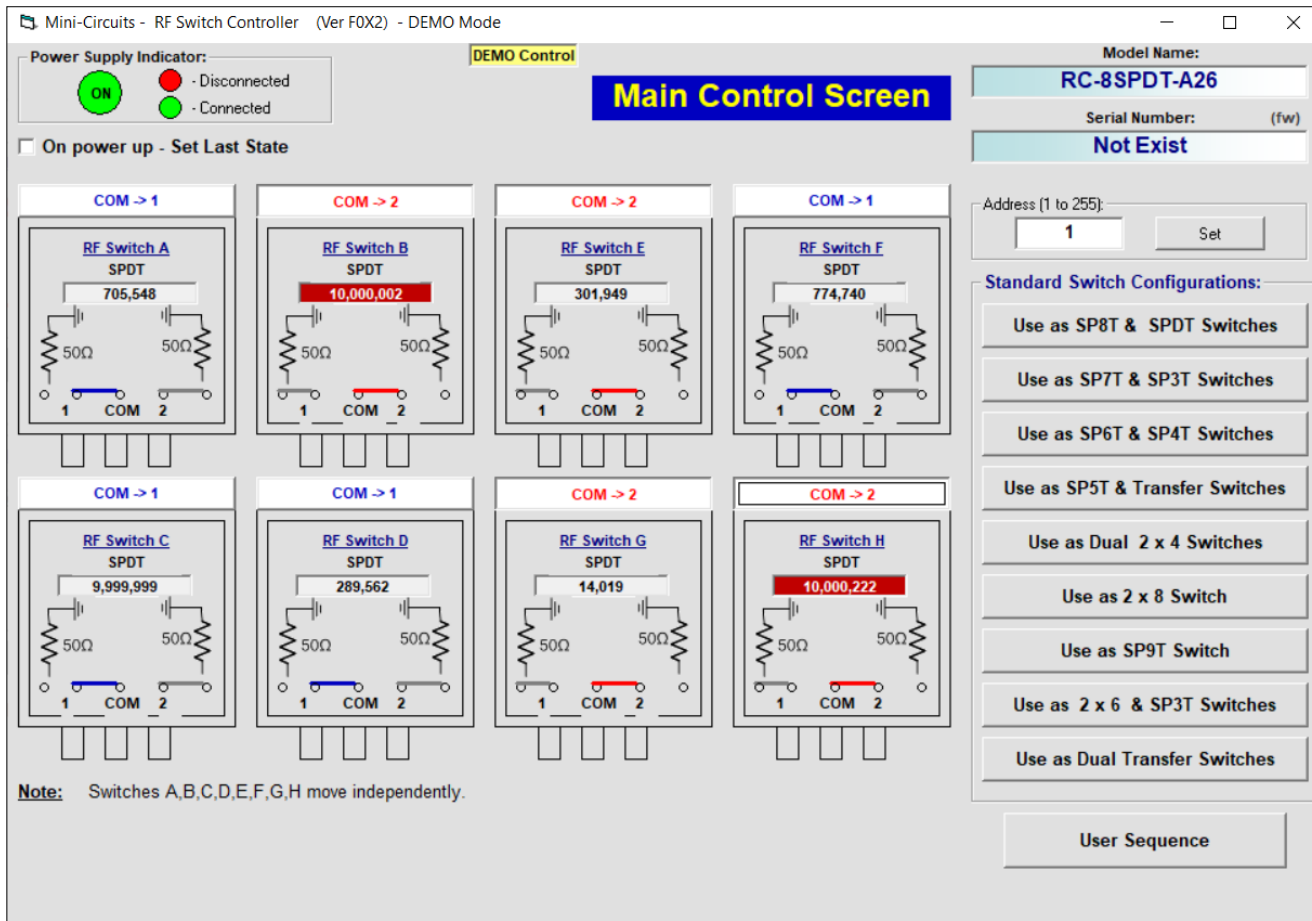 Mini-Circuits - RF Switch Controller (Ver F0X2) - DEMO Mode
Power Supply Indicator:
ON
- Disconnected
- Connected
DEMO Control
Main Control Screen
Model Name:
RC-8SPDT-A26
Serial Number: (fw)
Not Exist
On power up - Set Last State
Address (1 to 255):
1 Set
COM -> 1 COM -> 2 COM -> 2 COM -> 1
RF Switch A RF Switch B RF Switch E RF Switch F
SPDT SPDT SPDT SPDT
705,548 10,000,002 301,949 774,740
50Ω 50Ω 50Ω 50Ω 50Ω 50Ω 50Ω 50Ω
1 COM 2 1 COM 2 1 COM 2 1 COM 2
COM -> 1 COM -> 1 COM -> 2 COM -> 2
RF Switch C RF Switch D RF Switch G RF Switch H
SPDT SPDT SPDT SPDT
9,999,999 289,562 14,019 10,000,222
50Ω 50Ω 50Ω 50Ω 50Ω 50Ω 50Ω 50Ω
1 COM 2 1 COM 2 1 COM 2 1 COM 2
Note: Switches A,B,C,D,E,F,G,H move independently.
Standard Switch Configurations:
Use as SP8T & SPDT Switches
Use as SP7T & SP3T Switches
Use as SP6T & SP4T Switches
Use as SP5T & Transfer Switches
Use as Dual 2 x 4 Switches
Use as 2 x 8 Switch
Use as SP9T Switch
Use as 2 x 6 & SP3T Switches
Use as Dual Transfer Switches
User Sequence